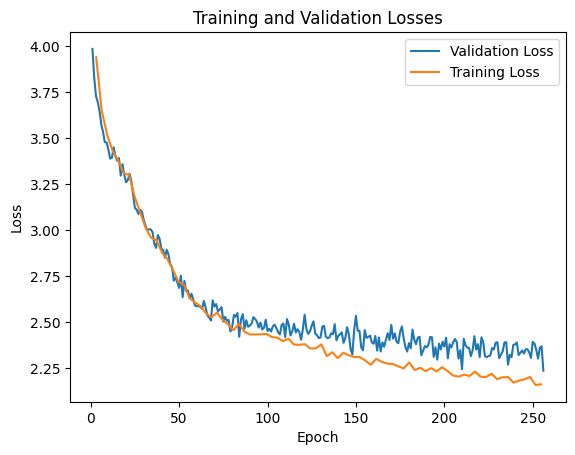 Training and Validation Losses
Validation Loss
Training Loss
4.00
3.75
3.50
3.25
3.00
2.75
2.50
2.25
Loss
0
50
100
150
200
250
Epoch